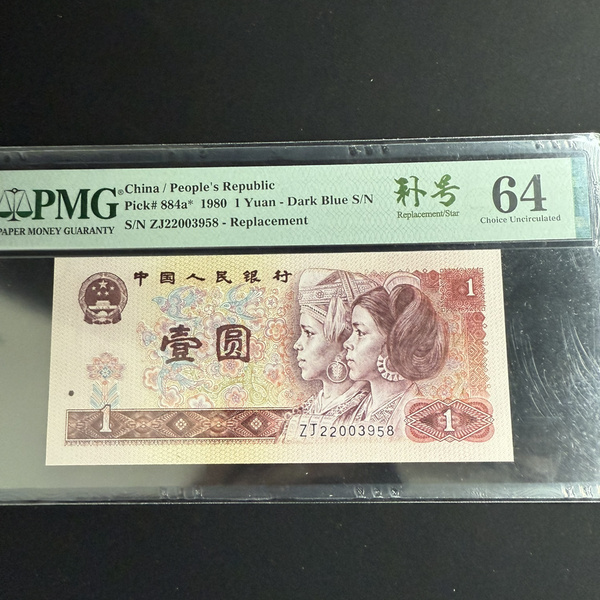 PMG®
PAPER MONEY GUARANTY
China / People's Republic
Pick# 884a* 1980 1 Yuan - Dark Blue S/N
S/N ZJ22003958 - Replacement
补号
Replacement/Star
64
Choice Uncirculated
中国人民银行
1
壹圆
1
1
ZJ22003958